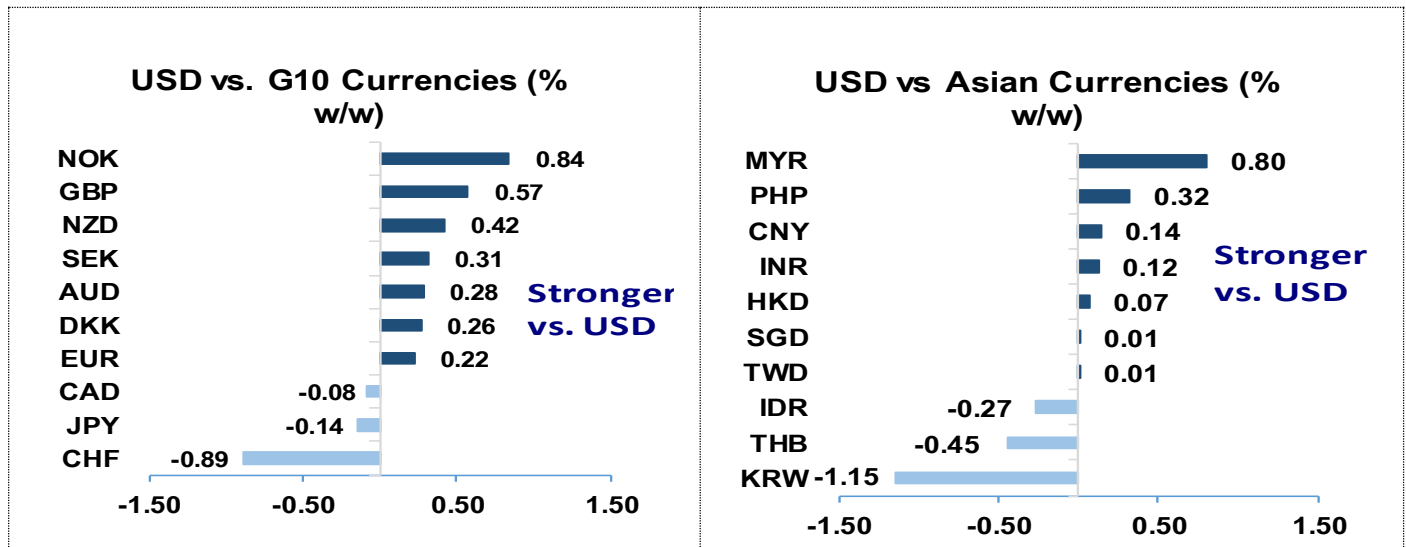 USD vs. G10 Currencies (%
w/w)
NOK 0.84
GBP 0.57
NZD 0.42
SEK 0.31
AUD 0.28
DKK 0.26
EUR 0.22
CAD -0.08
JPY -0.14
CHF -0.89
Stronger
vs. USD
-1.50 -0.50 0.50 1.50
USD vs Asian Currencies (%
w/w)
MYR 0.80
PHP 0.32
CNY 0.14
INR 0.12
HKD 0.07
SGD 0.01
TWD 0.01
IDR -0.27
THB -0.45
KRW -1.15
Stronger
vs. USD
-1.50 -0.50 0.50 1.50